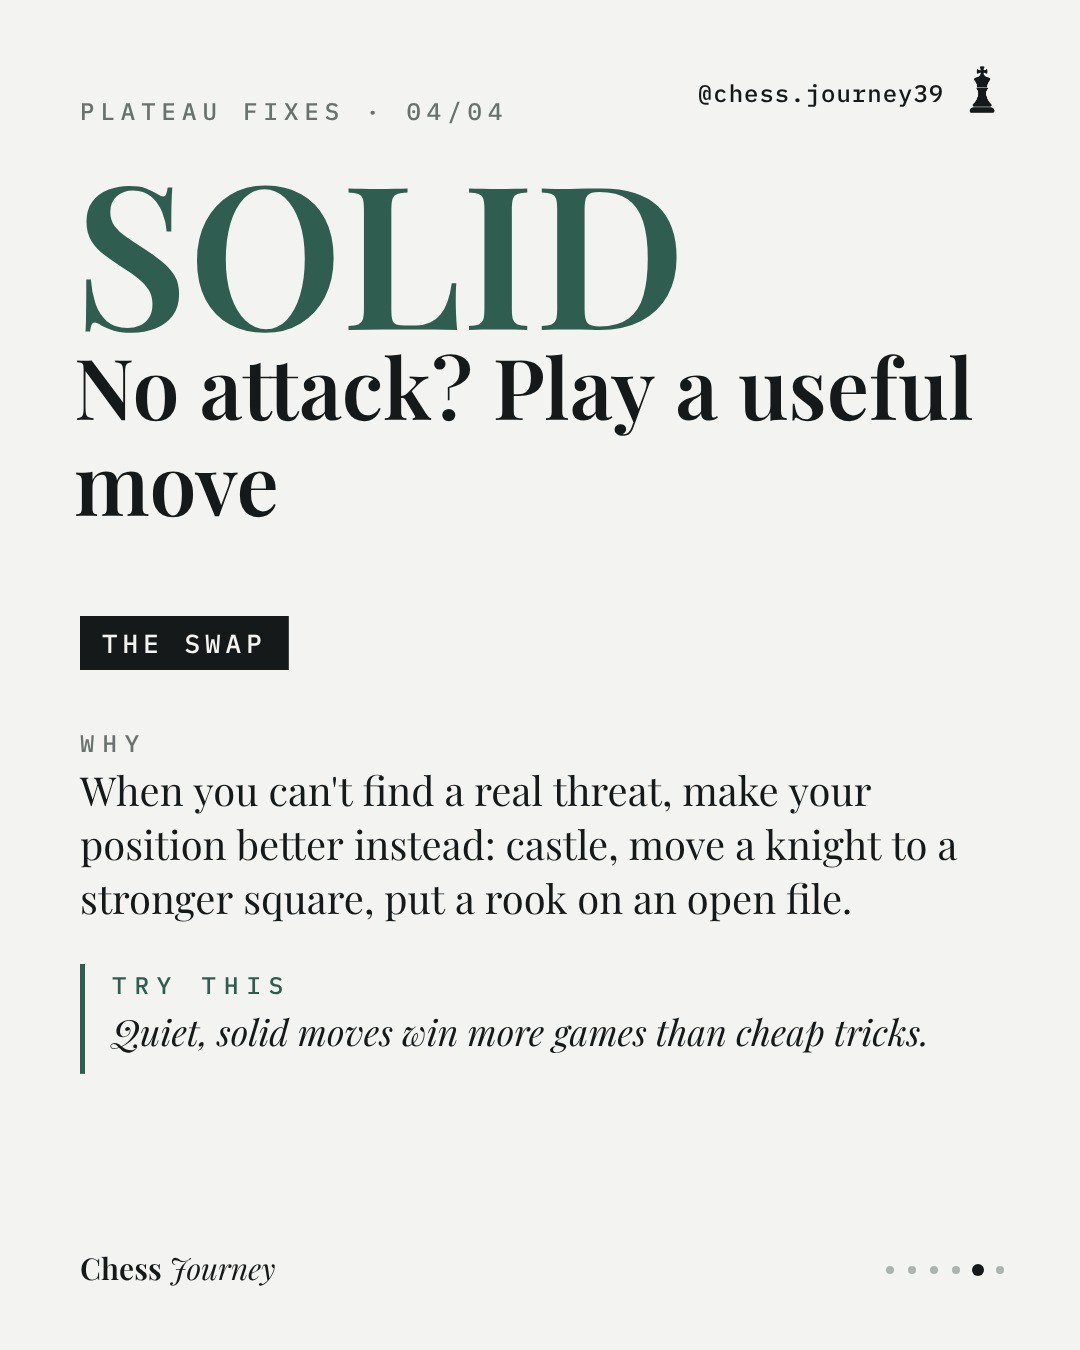 PLATEAU FIXES · 04/04
@chess.journey39
SOLID
No attack? Play a useful
move
THE SWAP
WHY
When you can't find a real threat, make your
position better instead: castle, move a knight to a
stronger square, put a rook on an open file.
TRY THIS
Quiet, solid moves win more games than cheap tricks.
Chess Journey